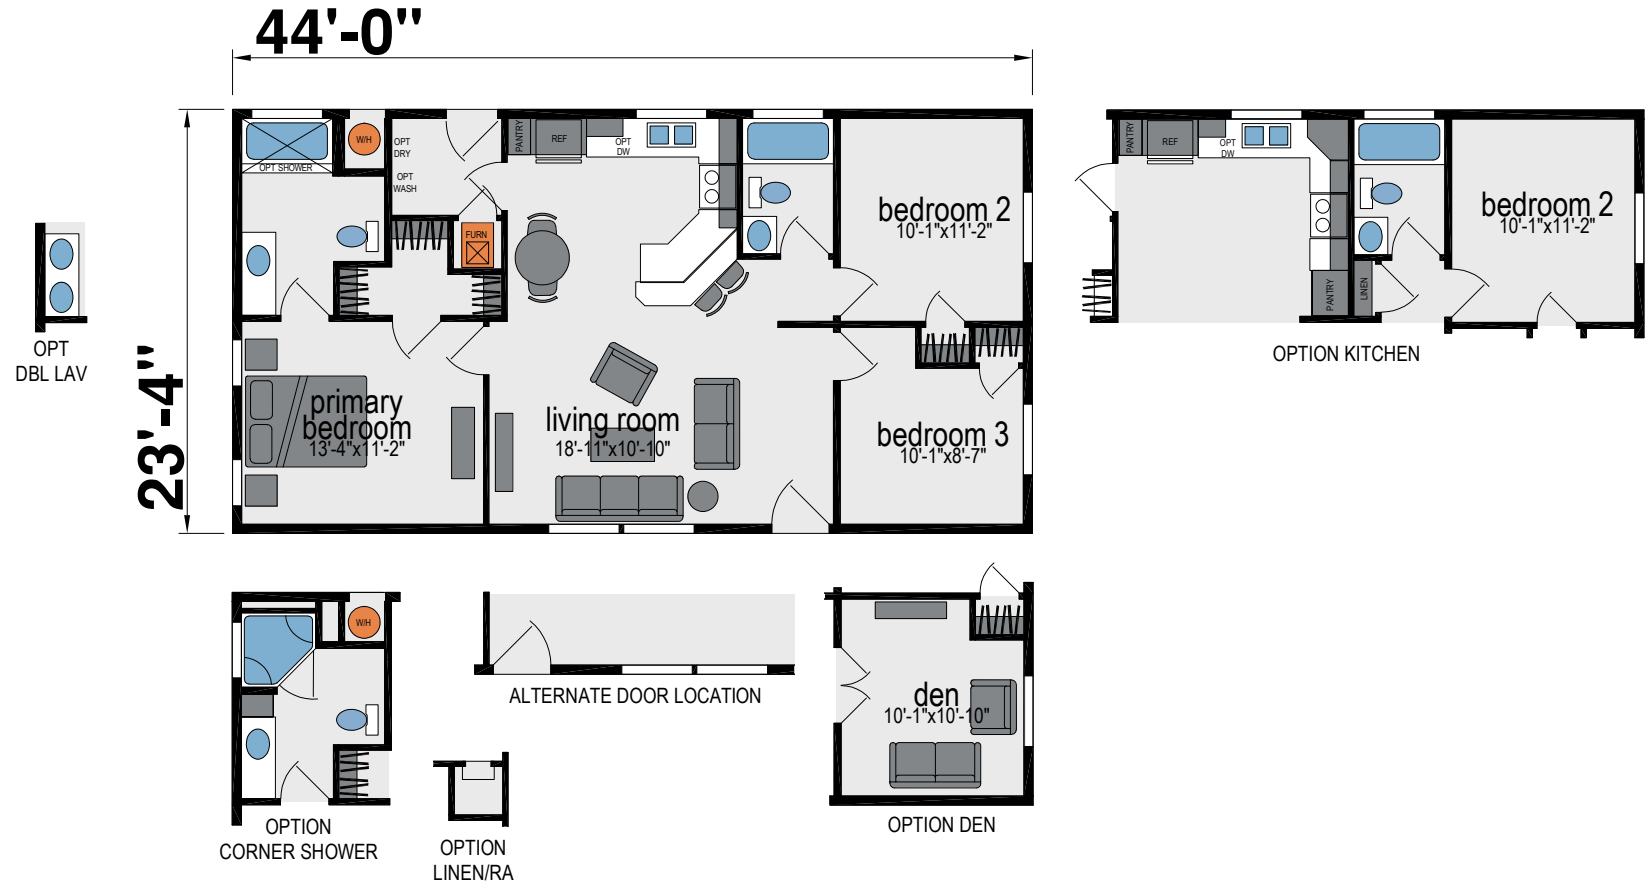 44'-0"
23'-4"
W/H
OPT
DRY
OPT
WASH
OPT SHOWER
PANTRY
REF
OPT
DW
FURN
bedroom 2
10'-1"x11'-2"
primary
bedroom
13'-4"x11'-2"
living room
18'-11"x10'-10"
bedroom 3
10'-1"x8'-7"
PANTRY
REF
OPT
DW
bedroom 2
10'-1"x11'-2"
PANTRY
LINEN
OPTION KITCHEN
OPT
DBL LAV
W/H
OPTION
CORNER SHOWER
ALTERNATE DOOR LOCATION
OPTION
LINEN/RA
den
10'-1"x10'-10"
OPTION DEN